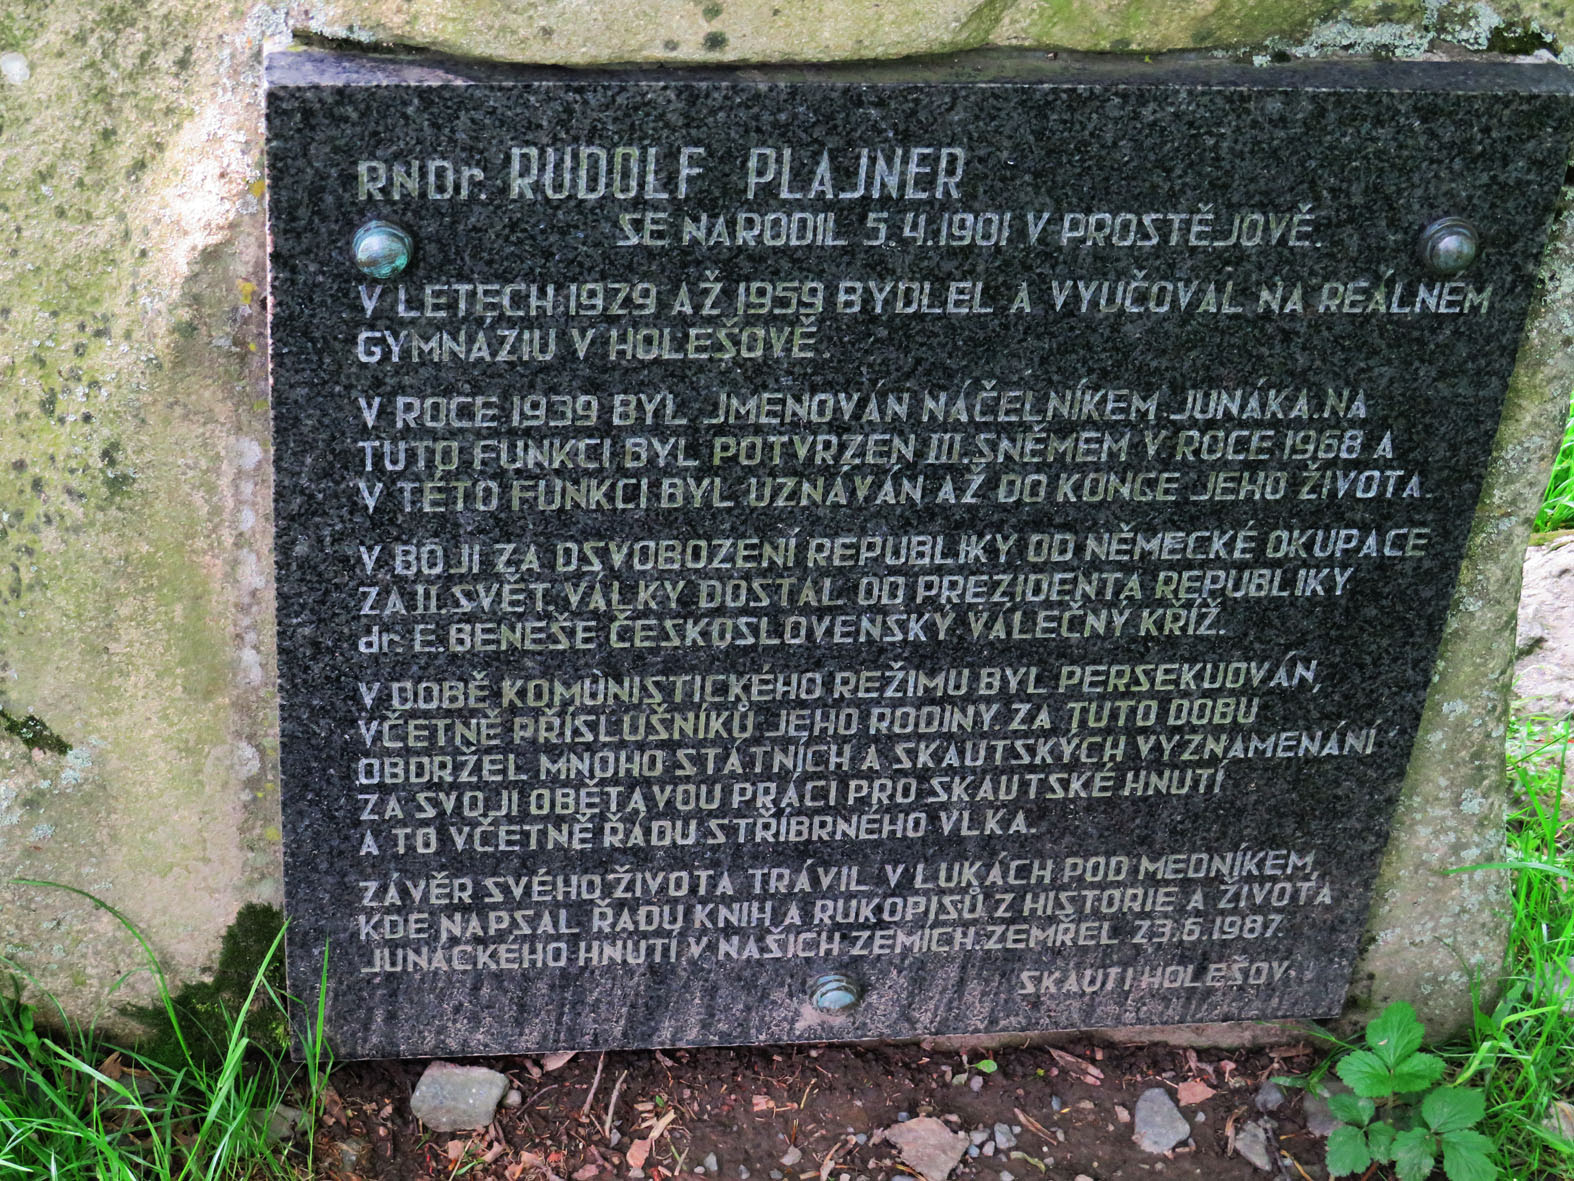 RNDr. RUDOLF PLAJNER
SE NARODIL 5.4.1901 V PROSTĚJOVĚ.
V LETECH 1929 AŽ 1959 BYDLEL A VYUČOVAL NA REÁLNÉM
GYMNÁZIU V HOLEŠOVĚ.
V ROCE 1939 BYL JMENOVÁN NÁČELNÍKEM JUNÁKA. NA
TUTO FUNKCI BYL POTVRZEN III. SNĚMEM V ROCE 1968 A
V TÉTO FUNKCI BYL UZNÁVÁN AŽ DO KONCE JEHO ŽIVOTA.
V BOJI ZA OSVOBOZENÍ REPUBLIKY OD NĚMECKÉ OKUPACE
ZA II. SVĚT. VÁLKY DOSTAL OD PREZIDENTA REPUBLIKY
dr. E. BENEŠE ČESKOSLOVENSKÝ VÁLEČNÝ KŘÍŽ.
V DOBĚ KOMUNISTICKÉHO REŽIMU BYL PERSEKUOVÁN,
VČETNĚ PŘÍSLUŠNÍKŮ JEHO RODINY ZA TUTO DOBU
OBDRŽEL MNOHO STÁTNÍCH A SKAUTSKÝCH VYZNAMENÁNÍ
ZA SVOJI OBĚTAVOU PRÁCI PRO SKAUTSKÉ HNUTÍ
A TO VČETNĚ ŘÁDU STŘÍBRNÉHO VLKA.
ZÁVĚR SVÉHO ŽIVOTA TRÁVIL V LUKÁCH POD MEDNÍKEM,
KDE NAPSAL ŘADU KNIH A RUKOPISŮ Z HISTORIE A ŽIVOTA
JUNÁCKÉHO HNUTÍ V NAŠICH ZEMÍCH. ZEMŘEL 23.6.1987.
SKAUTI HOLEŠOV